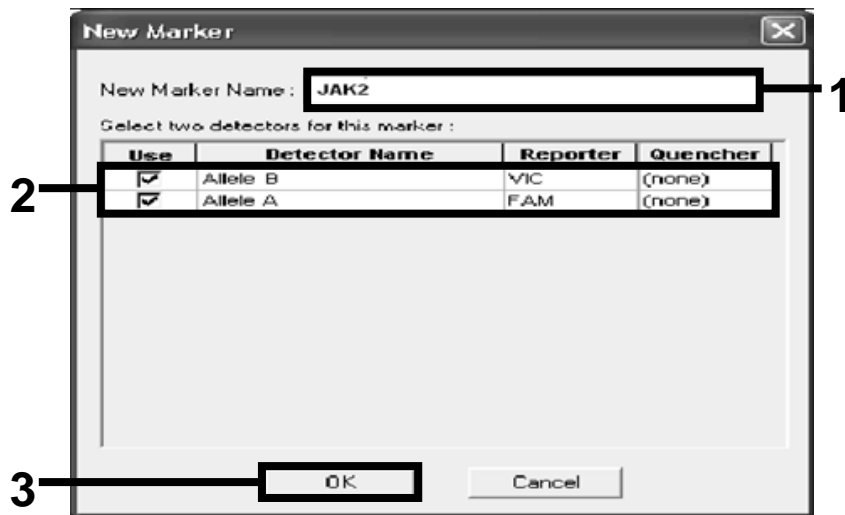 New Marker
New Marker Name : JAK2 1
Select two detectors for this marker :
Use Detector Name Reporter Quencher
2 Allele B VIC (none)
Allele A FAM (none)
3 OK Cancel